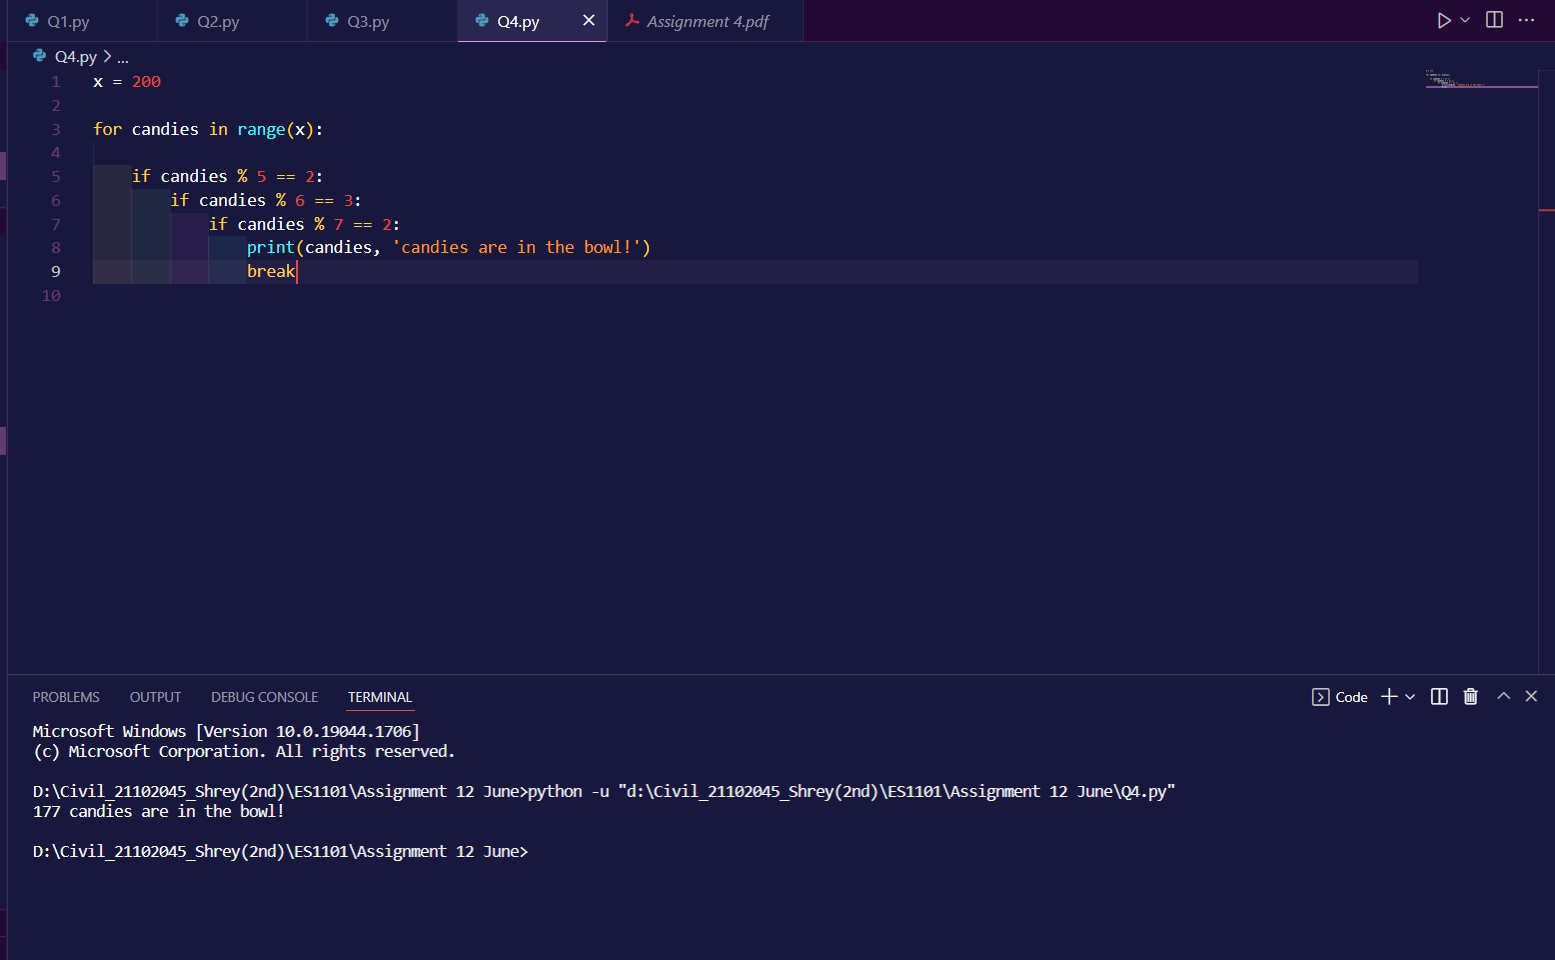 Q1.py Q2.py Q3.py Q4.py Assignment 4.pdf
Q4.py > ...
1 x = 200
2
3 for candies in range(x):
4
5 if candies % 5 == 2:
6 if candies % 6 == 3:
7 if candies % 7 == 2:
8 print(candies, 'candies are in the bowl!')
9 break
10
PROBLEMS OUTPUT DEBUG CONSOLE TERMINAL Code
Microsoft Windows [Version 10.0.19044.1706]
(c) Microsoft Corporation. All rights reserved.
D:\Civil_21102045_Shrey(2nd)\ES1101\Assignment 12 June>python -u "d:\Civil_21102045_Shrey(2nd)\ES1101\Assignment 12 June\Q4.py"
177 candies are in the bowl!
D:\Civil_21102045_Shrey(2nd)\ES1101\Assignment 12 June>